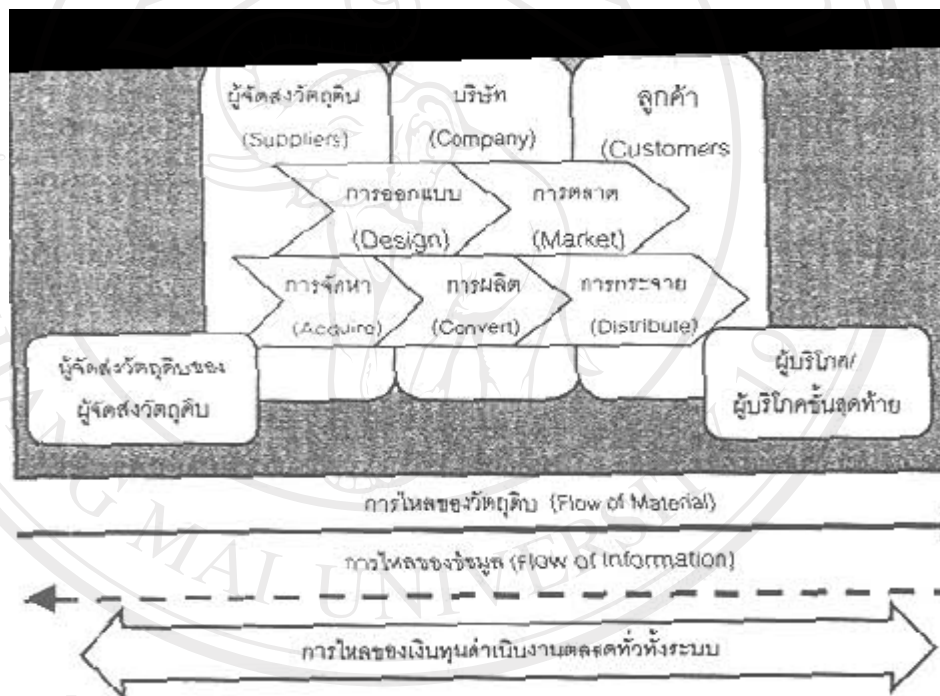 ผู้จัดส่งวัตถุดิบ
(Suppliers)
บริษัท
(Company)
ลูกค้า
(Customers
การออกแบบ
(Design)
การตลาด
(Market)
การจัดหา
(Acquire)
การผลิต
(Convert)
การกระจาย
(Distribute)
ผู้จัดส่งวัตถุดิบของ
ผู้จัดส่งวัตถุดิบ
ผู้บริโภค/
ผู้บริโภคขั้นสุดท้าย
การไหลของวัตถุดิบ (Flow of Material)
การไหลของข้อมูล (Flow of Information)
การไหลของเงินทุนดำเนินงานตลอดทั่วทั้งระบบ
ANG MAI UNIVERSITY 19